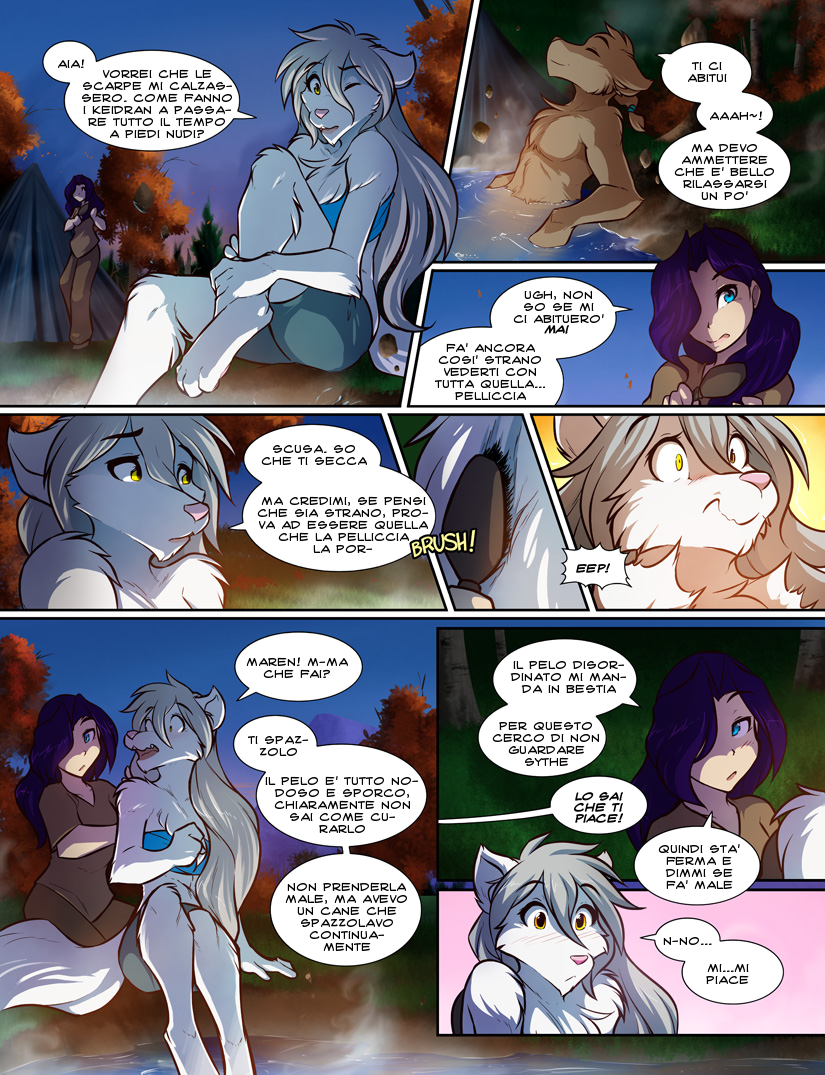 AIA!
VORREI CHE LE
SCARPE MI CALZAS-
SERO. COME FANNO
I KEIDRAN A PASSA-
RE TUTTO IL TEMPO
A PIEDI NUDI?
TI CI
ABITUI
AAAH~!
MA DEVO
AMMETTERE
CHE E' BELLO
RILASSARSI
UN PO'
UGH, NON
SO SE MI
CI ABITUERO'
MAI
FA' ANCORA
COSI' STRANO
VEDERTI CON
TUTTA QUELLA...
PELLICCIA
SCUSA. SO
CHE TI SECCA
MA CREDIMI, SE PENSI
CHE SIA STRANO, PRO-
VA AD ESSERE QUELLA
CHE LA PELLICCIA
LA POR-
BRUSH!
EEP!
MAREN! M-MA
CHE FAI?
TI SPAZ-
ZOLO
IL PELO E' TUTTO NO-
DOSO E SPORCO,
CHIARAMENTE NON
SAI COME CU-
RARLO
NON PRENDERLA
MALE, MA AVEVO
UN CANE CHE
SPAZZOLAVO
CONTINUA-
MENTE
IL PELO DISOR-
DINATO MI MAN-
DA IN BESTIA
PER QUESTO
CERCO DI NON
GUARDARE
SYTHE
LO SAI
CHE TI
PIACE!
QUINDI STA'
FERMA E
DIMMI SE
FA' MALE
N-NO...
MI...MI
PIACE